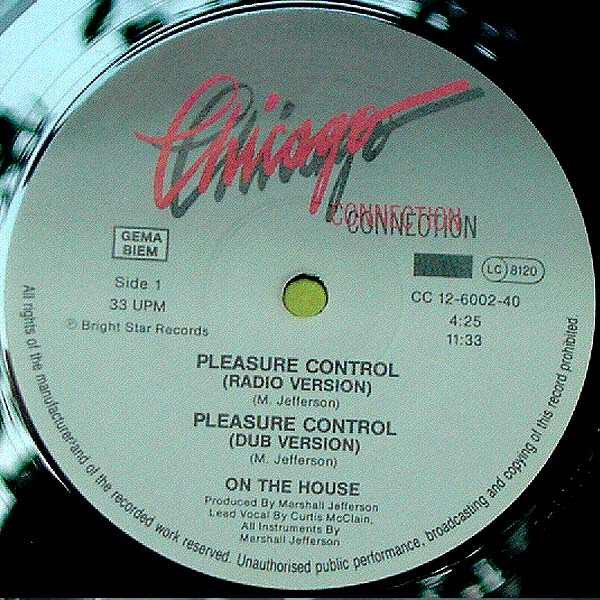 Chicago
CONNECTION
GEMA
BIEM
LC 8120
Side 1
33 UPM
℗ Bright Star Records
CC 12-6002-40
4:25
11:33
PLEASURE CONTROL
(RADIO VERSION)
(M. Jefferson)
PLEASURE CONTROL
(DUB VERSION)
(M. Jefferson)
ON THE HOUSE
Produced By Marshall Jefferson
Lead Vocal By Curtis McClain,
All Instruments By
Marshall Jefferson
All rights of the manufacturer and of the recorded work reserved. Unauthorised public performance, broadcasting and copying of this record prohibited